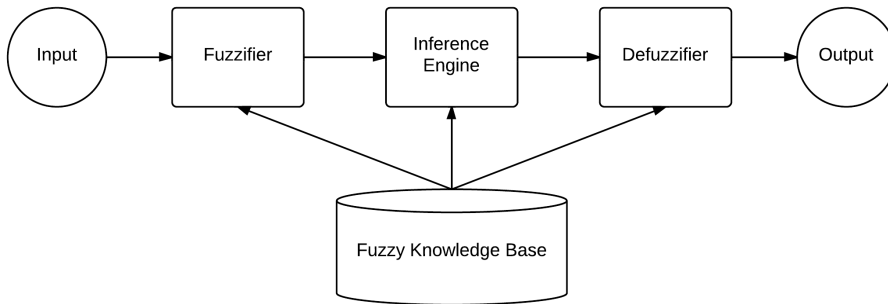 Input
Fuzzifier
Inference
Engine
Defuzzifier
Output
Fuzzy Knowledge Base